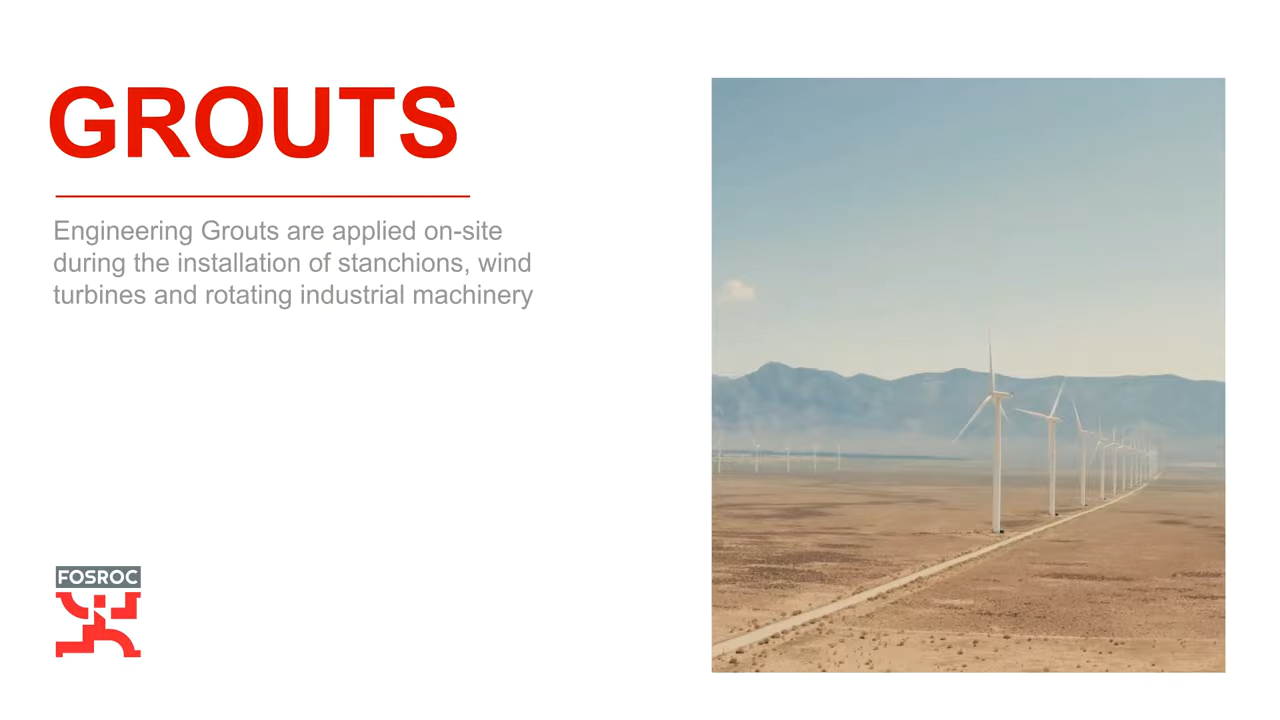 GROUTS
Engineering Grouts are applied on-site
during the installation of stanchions, wind
turbines and rotating industrial machinery
FOSROC